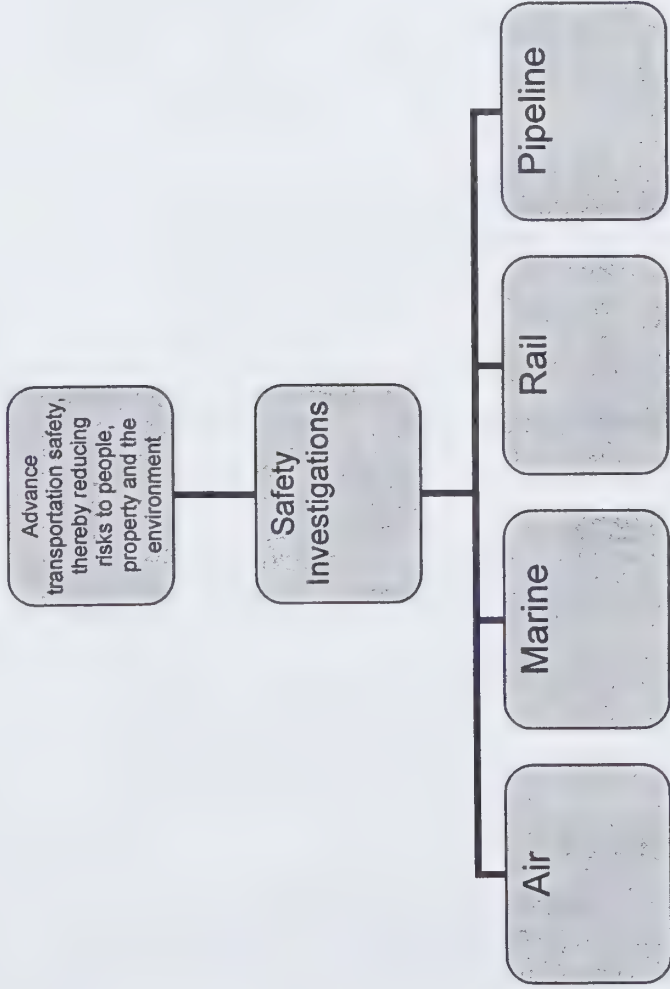 Advance
transportation safety,
thereby reducing
risks to people,
property and the
environment
Safety
Investigations
Air
Marine
Rail
Pipeline